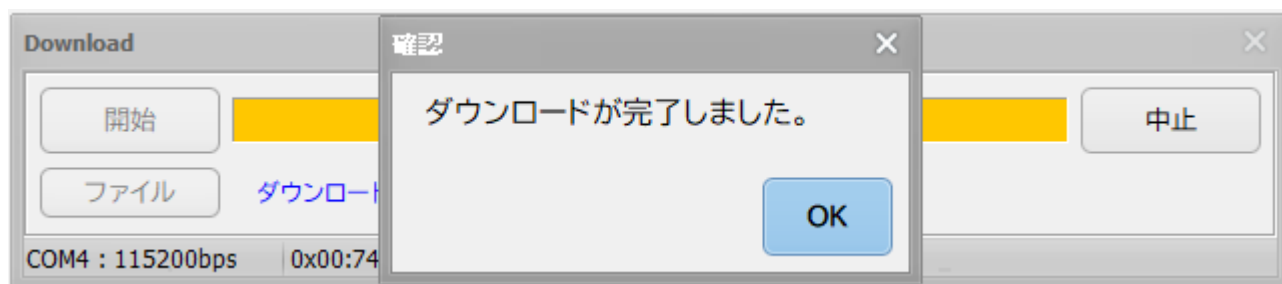 Download
確認
ダウンロードが完了しました。
開始
中止
ファイル
ダウンロード
OK
COM4 : 115200bps
0x00:74